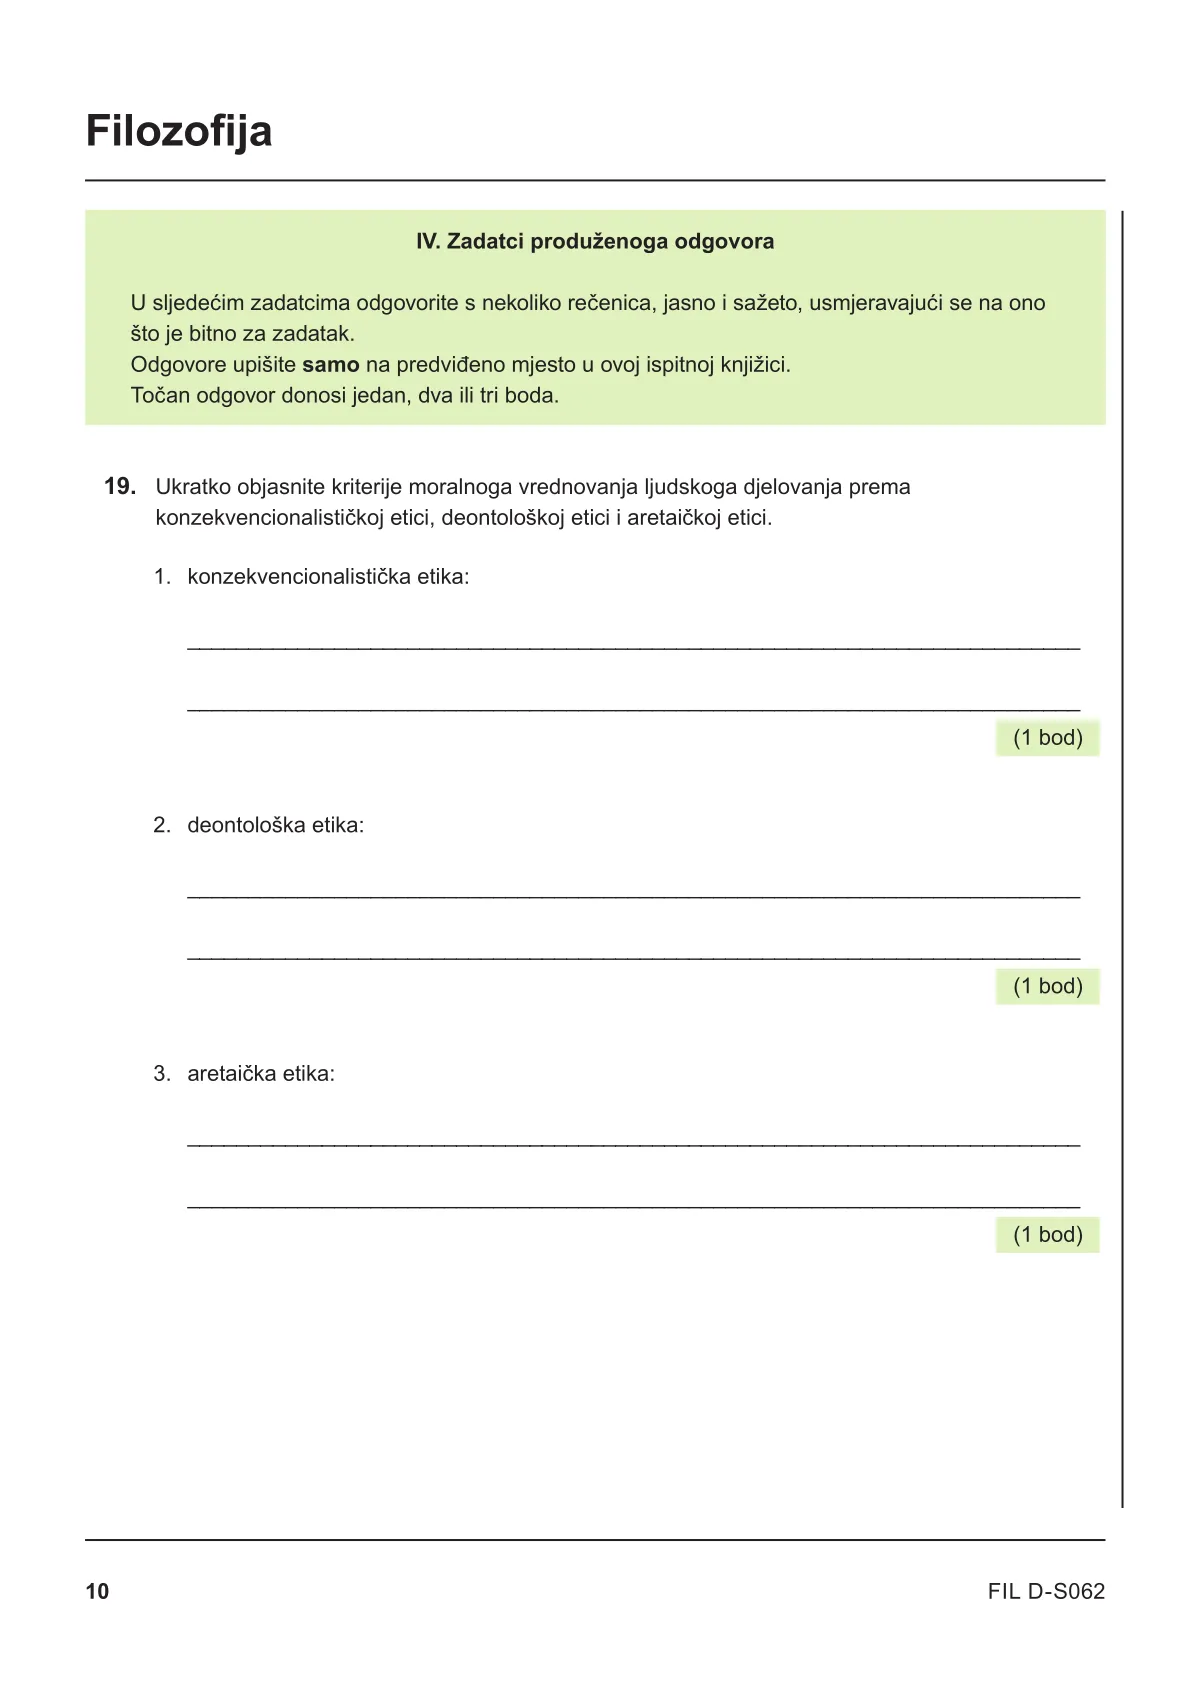 Filozofija
IV. Zadatci produženoga odgovora
U sljedećim zadatcima odgovorite s nekoliko rečenica, jasno i sažeto, usmjeravajući se na ono
što je bitno za zadatak.
Odgovore upišite samo na predviđeno mjesto u ovoj ispitnoj knjižici.
Točan odgovor donosi jedan, dva ili tri boda.
19. Ukratko objasnite kriterije moralnoga vrednovanja ljudskoga djelovanja prema
konzekvencionalističkoj etici, deontološkoj etici i aretaičkoj etici.
1. konzekvencionalistička etika:
(1 bod)
2. deontološka etika:
(1 bod)
3. aretaička etika:
(1 bod)
10 FIL D-S062